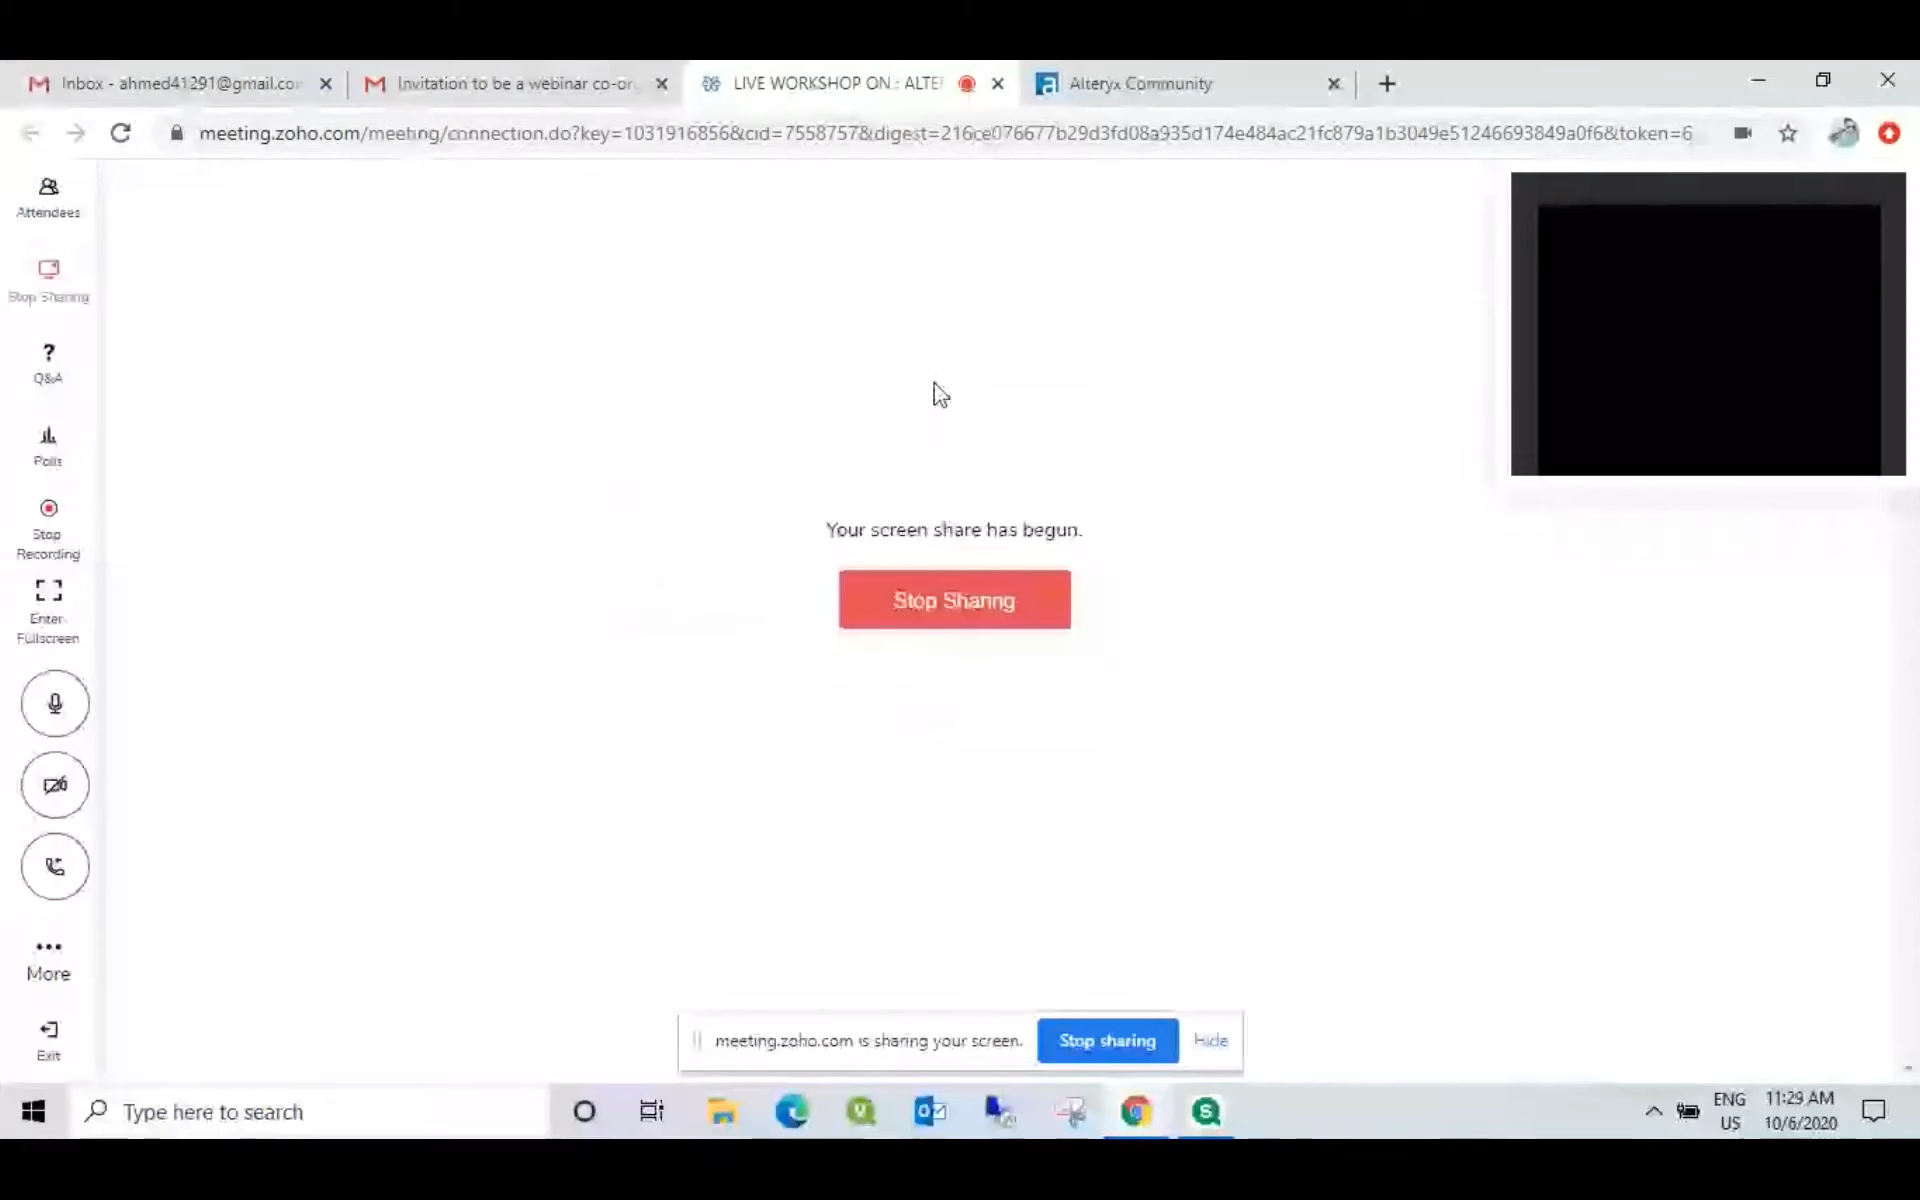 Inbox - ahmed41291@gmail.con
Invitation to be a webinar co-or
LIVE WORKSHOP ON : ALTE
Alteryx Community
meeting.zoho.com/meeting/connection.do?key=1031916856&cid=7558757&digest=216ce076677b29d3fd08a935d174e484ac21fc879a1b3049e51246693849a0f6&token=6
Attendees
Stop Sharing
?
Q&A
Polls
Stop
Recording
Enter
Fullscreen
More
Exit
Your screen share has begun.
Stop Sharing
meeting.zoho.com is sharing your screen.
Stop sharing
Hide
Type here to search
ENG
US
11:29 AM
10/6/2020